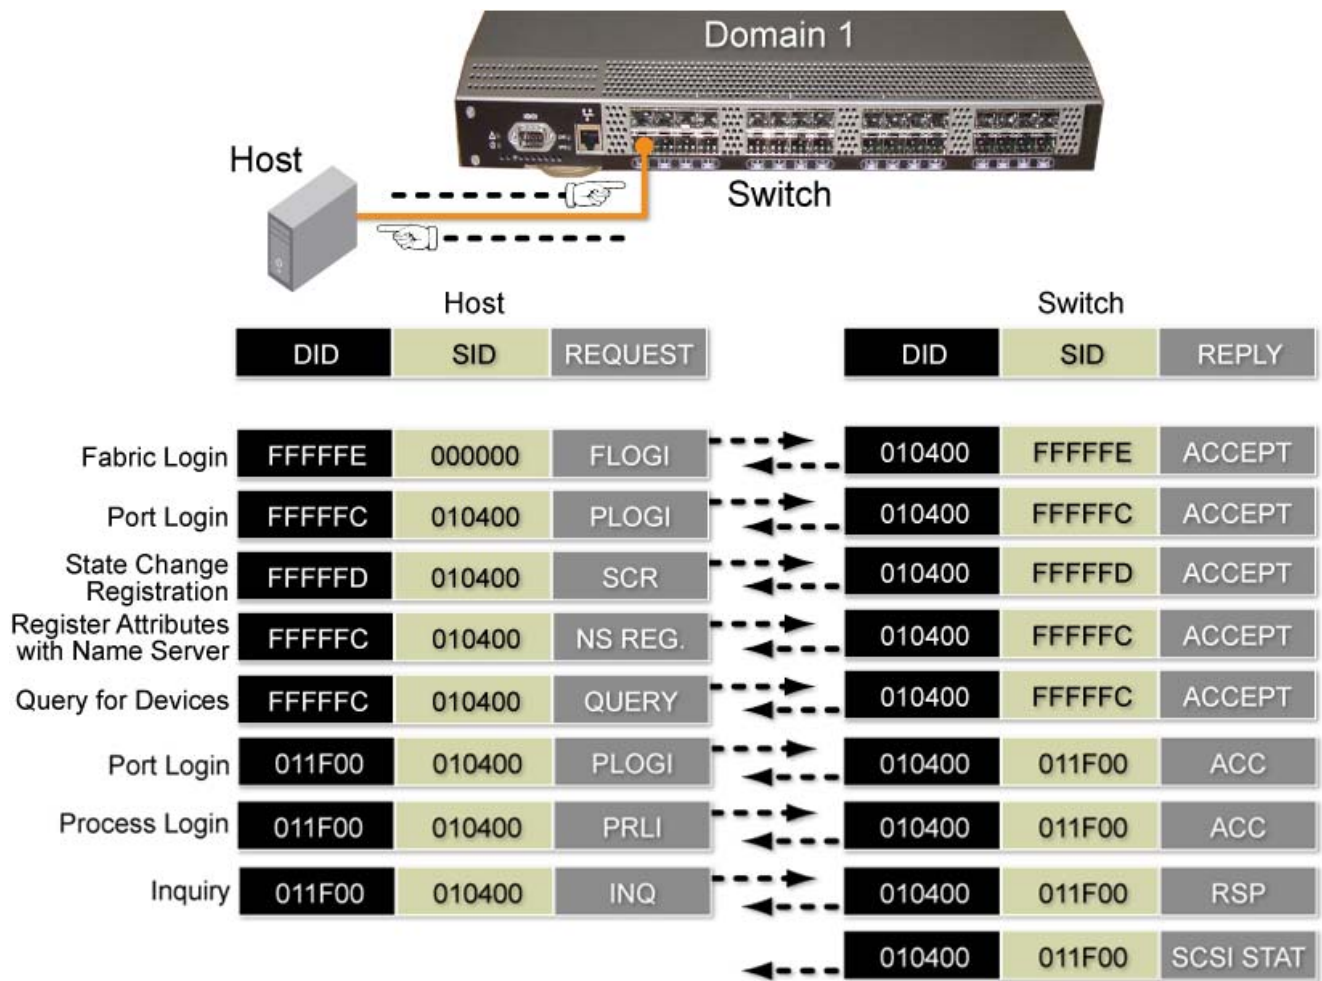 Domain 1
Host
Switch
Host
Switch
DID SID REQUEST
DID SID REPLY
Fabric Login FFFFFE 000000 FLOGI 010400 FFFFFE ACCEPT
Port Login FFFFFC 010400 PLOGI 010400 FFFFFC ACCEPT
State Change
Registration
FFFFFD 010400 SCR 010400 FFFFFD ACCEPT
Register Attributes
with Name Server
FFFFFC 010400 NS REG. 010400 FFFFFC ACCEPT
Query for Devices FFFFFC 010400 QUERY 010400 FFFFFC ACCEPT
Port Login 011F00 010400 PLOGI 010400 011F00 ACC
Process Login 011F00 010400 PRLI 010400 011F00 ACC
Inquiry 011F00 010400 INQ 010400 011F00 RSP
010400 011F00 SCSI STAT